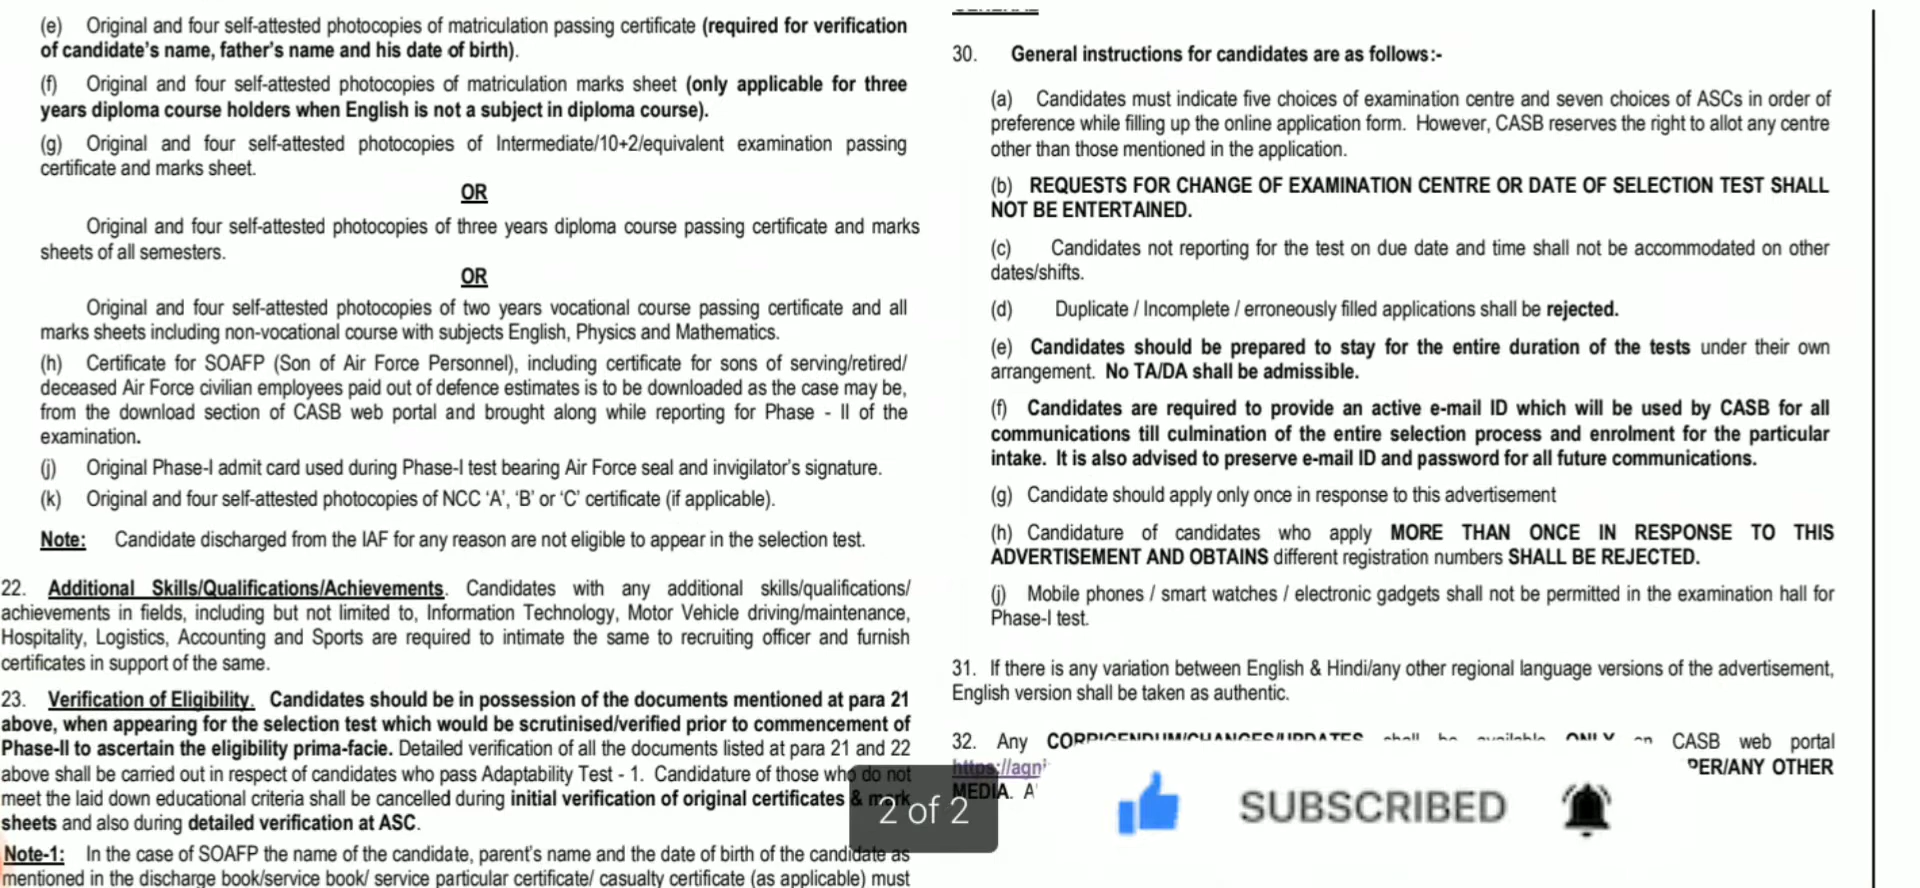 (e) Original and four self-attested photocopies of matriculation passing certificate (required for verification
of candidate's name, father's name and his date of birth).
(f) Original and four self-attested photocopies of matriculation marks sheet (only applicable for three
years diploma course holders when English is not a subject in diploma course).
(g) Original and four self-attested photocopies of Intermediate/10+2/equivalent examination passing
certificate and marks sheet.
OR
Original and four self-attested photocopies of three years diploma course passing certificate and marks
sheets of all semesters.
OR
Original and four self-attested photocopies of two years vocational course passing certificate and all
marks sheets including non-vocational course with subjects English, Physics and Mathematics.
(h) Certificate for SOAFP (Son of Air Force Personnel), including certificate for sons of serving/retired/
deceased Air Force civilian employees paid out of defence estimates is to be downloaded as the case may be,
from the download section of CASB web portal and brought along while reporting for Phase - II of the
examination.
(j) Original Phase-I admit card used during Phase-I test bearing Air Force seal and invigilator's signature.
(k) Original and four self-attested photocopies of NCC 'A', 'B' or 'C' certificate (if applicable).
Note: Candidate discharged from the IAF for any reason are not eligible to appear in the selection test.
22. Additional Skills/Qualifications/Achievements. Candidates with any additional skills/qualifications/
achievements in fields, including but not limited to, Information Technology, Motor Vehicle driving/maintenance,
Hospitality, Logistics, Accounting and Sports are required to intimate the same to recruiting officer and furnish
certificates in support of the same.
23. Verification of Eligibility. Candidates should be in possession of the documents mentioned at para 21
above, when appearing for the selection test which would be scrutinised/verified prior to commencement of
Phase-II to ascertain the eligibility prima-facie. Detailed verification of all the documents listed at para 21 and 22
above shall be carried out in respect of candidates who pass Adaptability Test - 1. Candidature of those who do not
meet the laid down educational criteria shall be cancelled during initial verification of original certificates & mark
sheets and also during detailed verification at ASC.
Note-1: In the case of SOAFP the name of the candidate, parent's name and the date of birth of the candidate as
mentioned in the discharge book/service book/ service particular certificate/ casualty certificate (as applicable) must
30. General instructions for candidates are as follows:-
(a) Candidates must indicate five choices of examination centre and seven choices of ASCs in order of
preference while filling up the online application form. However, CASB reserves the right to allot any centre
other than those mentioned in the application.
(b) REQUESTS FOR CHANGE OF EXAMINATION CENTRE OR DATE OF SELECTION TEST SHALL
NOT BE ENTERTAINED.
(c) Candidates not reporting for the test on due date and time shall not be accommodated on other
dates/shifts.
(d) Duplicate / Incomplete / erroneously filled applications shall be rejected.
(e) Candidates should be prepared to stay for the entire duration of the tests under their own
arrangement. No TA/DA shall be admissible.
(f) Candidates are required to provide an active e-mail ID which will be used by CASB for all
communications till culmination of the entire selection process and enrolment for the particular
intake. It is also advised to preserve e-mail ID and password for all future communications.
(g) Candidate should apply only once in response to this advertisement
(h) Candidature of candidates who apply MORE THAN ONCE IN RESPONSE TO THIS
ADVERTISEMENT AND OBTAINS different registration numbers SHALL BE REJECTED.
(j) Mobile phones / smart watches / electronic gadgets shall not be permitted in the examination hall for
Phase-I test.
31. If there is any variation between English & Hindi/any other regional language versions of the advertisement,
English version shall be taken as authentic.
32. Any CORRIGENDUM/CHANGES/UPDATES shall be available ONLY on CASB web portal
https://agni PER/ANY OTHER
MEDIA. A
2 of 2
SUBSCRIBED